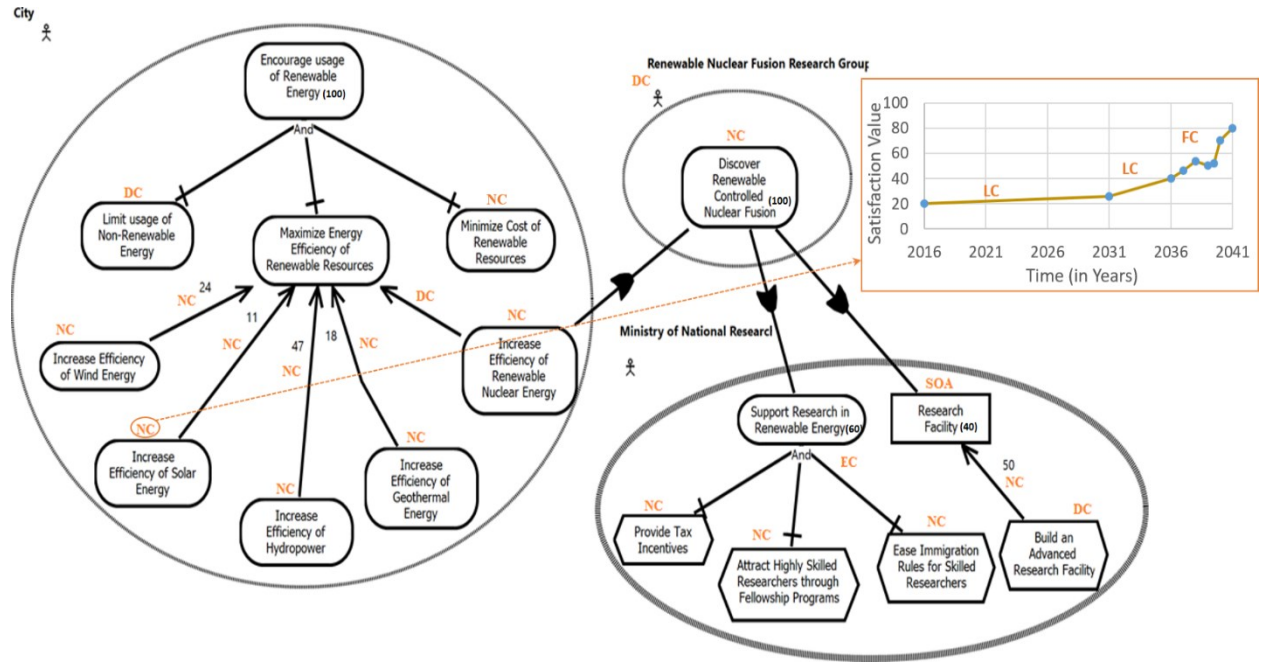 City
Encourage usage
of Renewable
Energy (100)
And
DC
Limit usage of
Non-Renewable
Energy
Maximize Energy
Efficiency of
Renewable Resources
NC
Minimize Cost of
Renewable
Resources
24
NC
11
NC
47
NC
18
NC
DC
NC
Increase Efficiency
of Wind Energy
NC
Increase
Efficiency of Solar
Energy
NC
Increase
Efficiency of
Hydropower
NC
Increase
Efficiency of
Geothermal
Energy
NC
Increase
Efficiency of
Renewable
Nuclear Energy
Renewable Nuclear Fusion Research Group
DC
NC
Discover
Renewable
Controlled (100)
Nuclear Fusion
Satisfaction Value
100
80
60
40
20
0
LC
LC
FC
2016 2021 2026 2031 2036 2041
Time (in Years)
Ministry of National Research
Support Research in
Renewable Energy(60)
And
EC
SOA
Research
Facility (40)
50
NC
NC
Provide Tax
Incentives
NC
Attract Highly Skilled
Researchers through
Fellowship Programs
NC
Ease Immigration
Rules for Skilled
Researchers
DC
Build an
Advanced
Research Facility